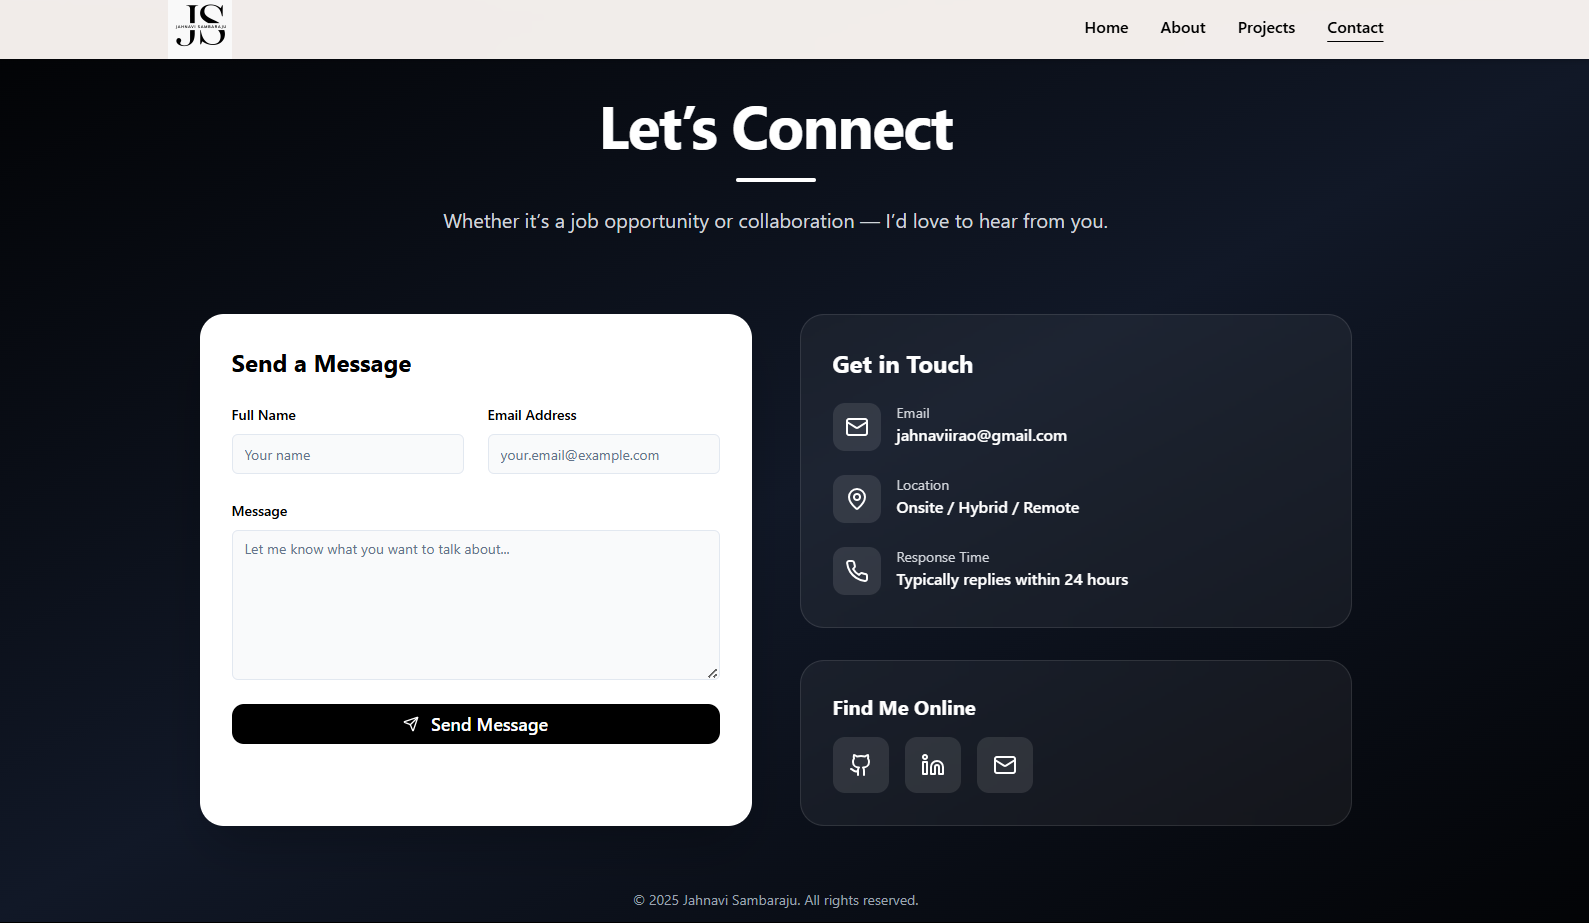 JS
JAHNAVI SAMBARAJU
Home
About
Projects
Contact
Let’s Connect
Whether it’s a job opportunity or collaboration — I’d love to hear from you.
Send a Message
Full Name
Email Address
Your name
your.email@example.com
Message
Let me know what you want to talk about...
Send Message
Get in Touch
Email
jahnaviirao@gmail.com
Location
Onsite / Hybrid / Remote
Response Time
Typically replies within 24 hours
Find Me Online
© 2025 Jahnavi Sambaraju. All rights reserved.